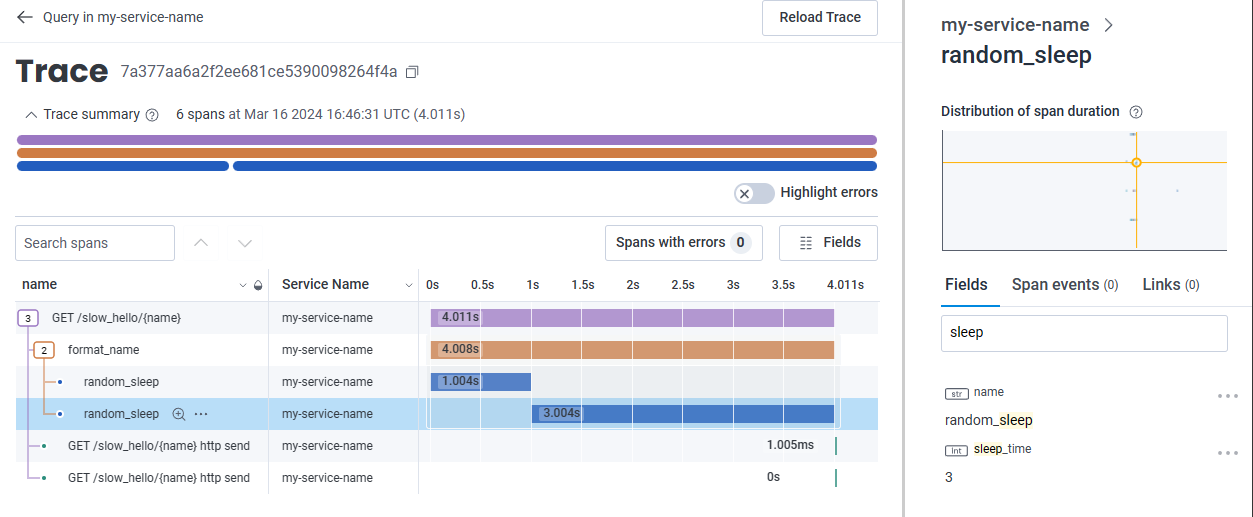 Query in my-service-name
Reload Trace
Trace 7a377aa6a2f2ee681ce5390098264f4a
Trace summary 6 spans at Mar 16 2024 16:46:31 UTC (4.011s)
Highlight errors
Search spans
Spans with errors 0
Fields
name Service Name 0s 0.5s 1s 1.5s 2s 2.5s 3s 3.5s 4.011s
3 GET /slow_hello/{name} my-service-name 4.011s
2 format_name my-service-name 4.008s
random_sleep my-service-name 1.004s
random_sleep my-service-name 3.004s
GET /slow_hello/{name} http send my-service-name 1.005ms
GET /slow_hello/{name} http send my-service-name 0s
my-service-name
random_sleep
Distribution of span duration
Fields Span events (0) Links (0)
sleep
str name
random_sleep
int sleep_time
3